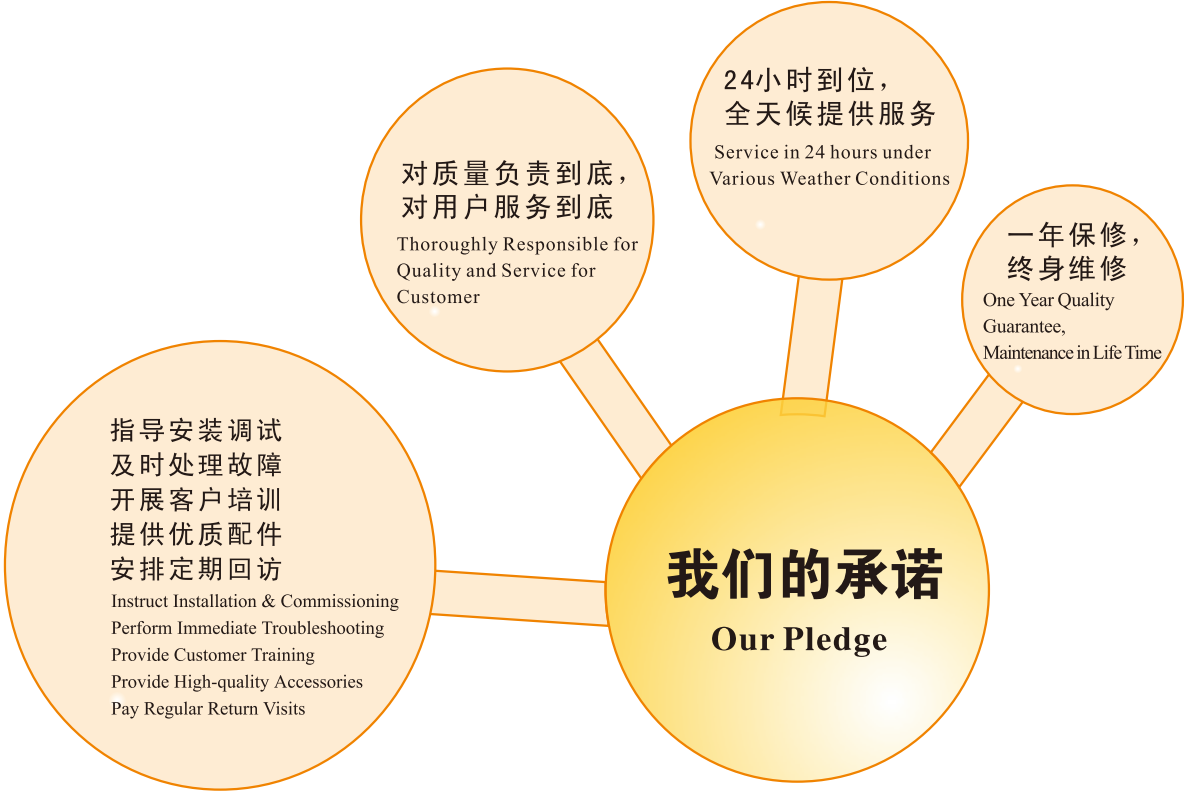 24小时到位，
全天候提供服务
Service in 24 hours under
Various Weather Conditions
对质量负责到底，
对用户服务到底
Thoroughly Responsible for
Quality and Service for
Customer
一年保修，
终身维修
One Year Quality
Guarantee,
Maintenance in Life Time
指导安装调试
及时处理故障
开展客户培训
提供优质配件
安排定期回访
Instruct Installation & Commissioning
Perform Immediate Troubleshooting
Provide Customer Training
Provide High-quality Accessories
Pay Regular Return Visits
我们的承诺
Our Pledge